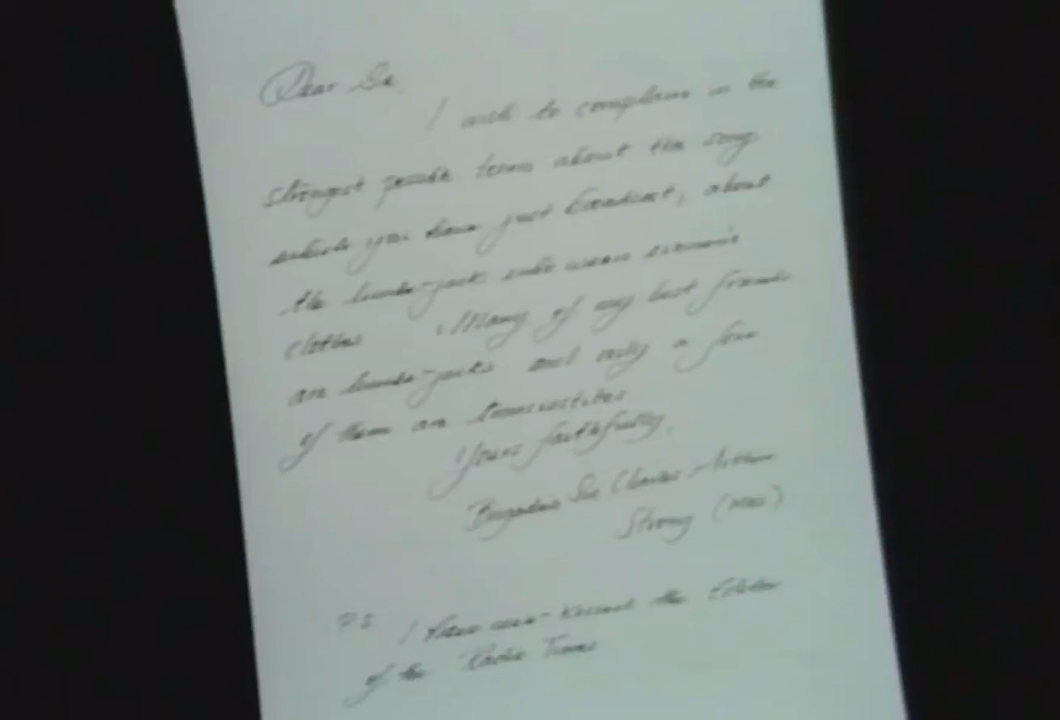 Dear Sir,
I wish to complain in the
strongest possible terms about the song
which you have just broadcast, about
the lumber-jack who wears women's
clothes. Many of my best friends
are lumber-jacks and only a few
of them are transvestites
Yours faithfully,
Brigadier Sir Charles Arthur
Strong (Mrs)
P.S. I have never kissed the Editor
of the Radio Times